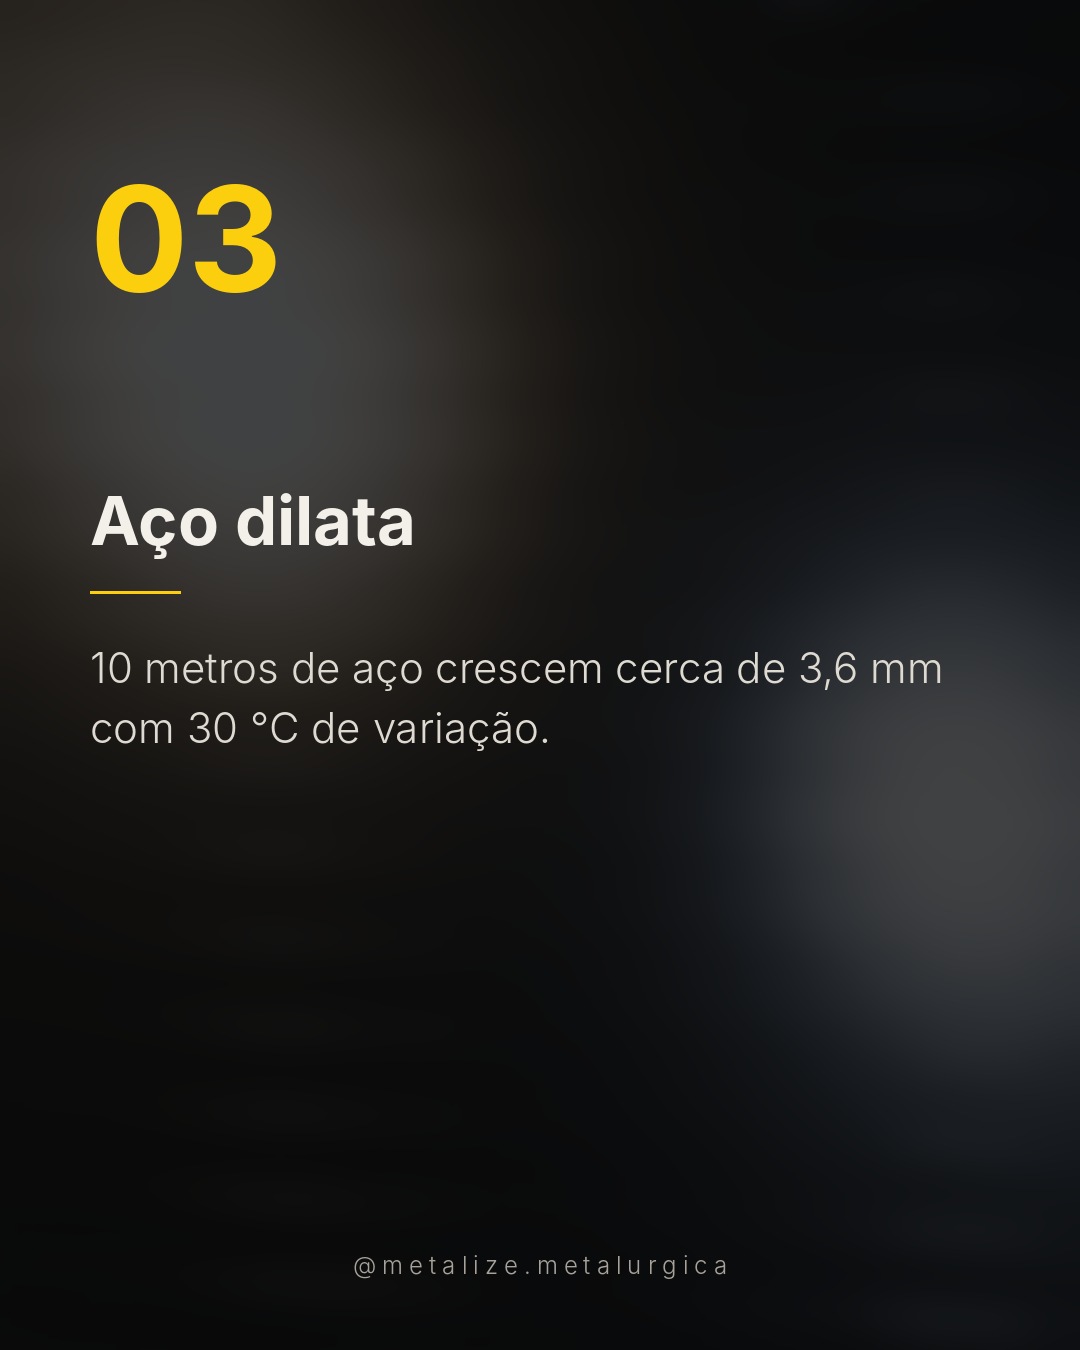 03
Aço dilata
10 metros de aço crescem cerca de 3,6 mm
com 30 °C de variação.
@metalize.metalurgica